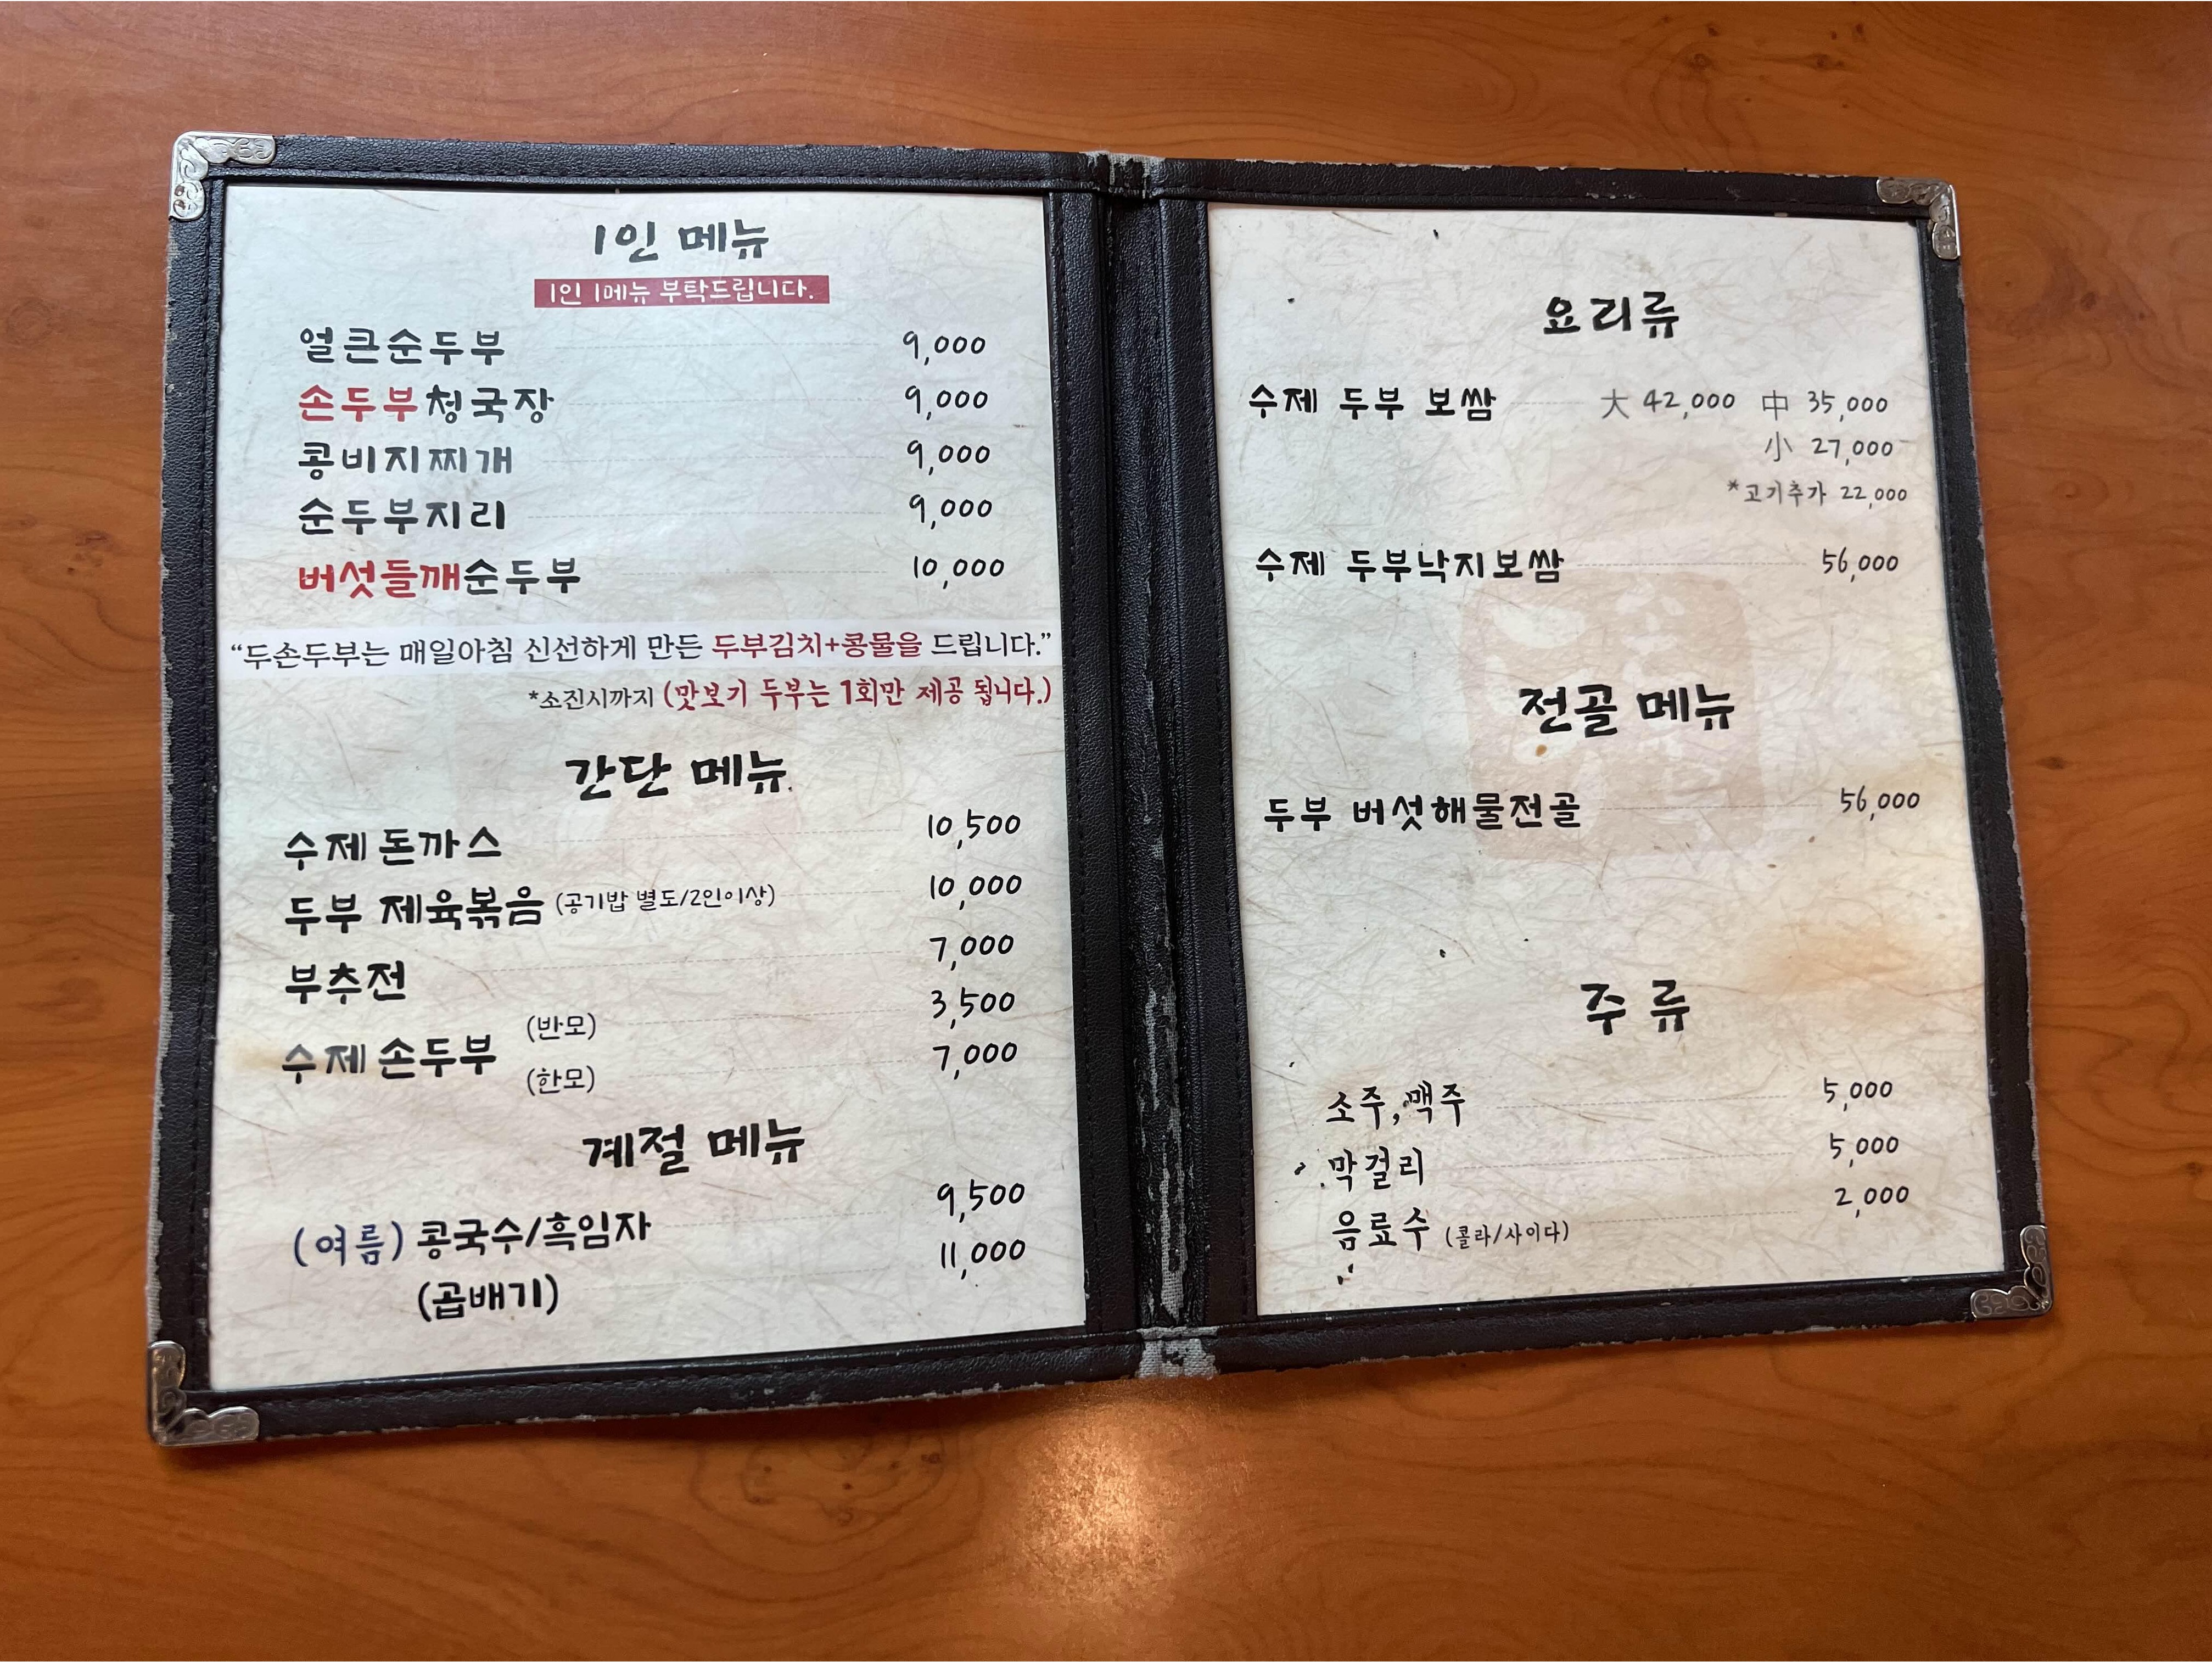 1인 메뉴
1인 1메뉴 부탁드립니다.
얼큰순두부 9,000
손두부청국장 9,000
콩비지찌개 9,000
순두부지리 9,000
버섯들깨순두부 10,000
“두손두부는 매일아침 신선하게 만든 두부김치+콩물을 드립니다.”
*소진시까지 (맛보기 두부는 1회만 제공 됩니다.)
간단 메뉴
수제 돈까스 10,500
두부 제육볶음 (공기밥 별도/2인이상) 10,000
부추전 7,000
수제 손두부 (반모) 3,500
(한모) 7,000
계절 메뉴
(여름) 콩국수/흑임자 9,500
(곱배기) 11,000
요리류
수제 두부 보쌈 大 42,000 中 35,000
小 27,000
*고기추가 22,000
수제 두부낙지보쌈 56,000
전골 메뉴
두부 버섯해물전골 56,000
주류
소주,맥주 5,000
막걸리 5,000
음료수 (콜라/사이다) 2,000